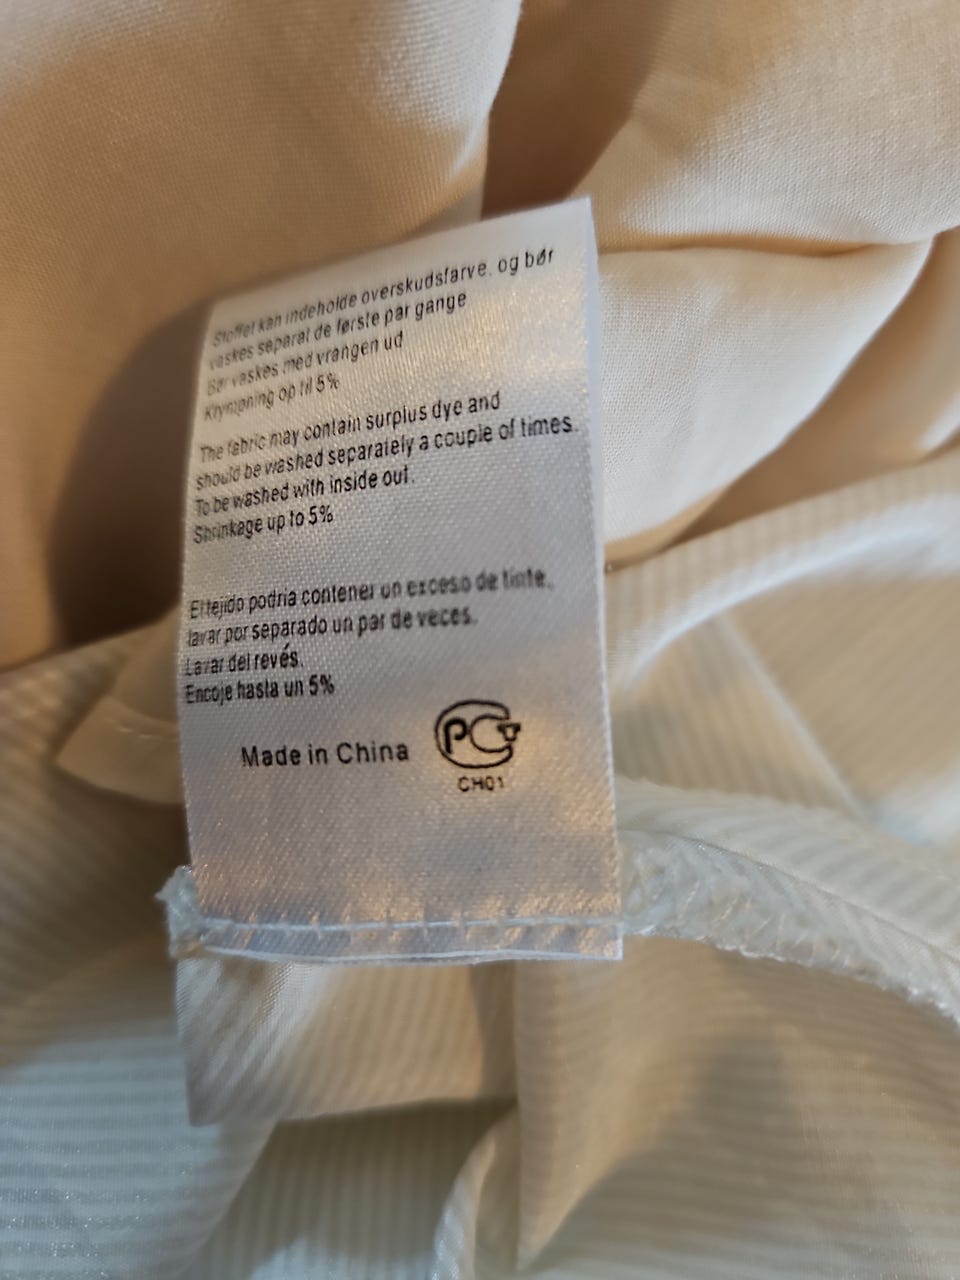 Stoffet kan indeholde overskudsfarve, og bør
vaskes separat de første par gange
Bør vaskes med vrangen ud
Krympning op til 5%
The fabric may contain surplus dye and
should be washed separately a couple of times.
To be washed with inside out.
Shrinkage up to 5%
El tejido podria contener un exceso de tinte,
lavar por separado un par de veces.
Lavar del revés.
Encoje hasta un 5%
Made in China
PCT
CH01